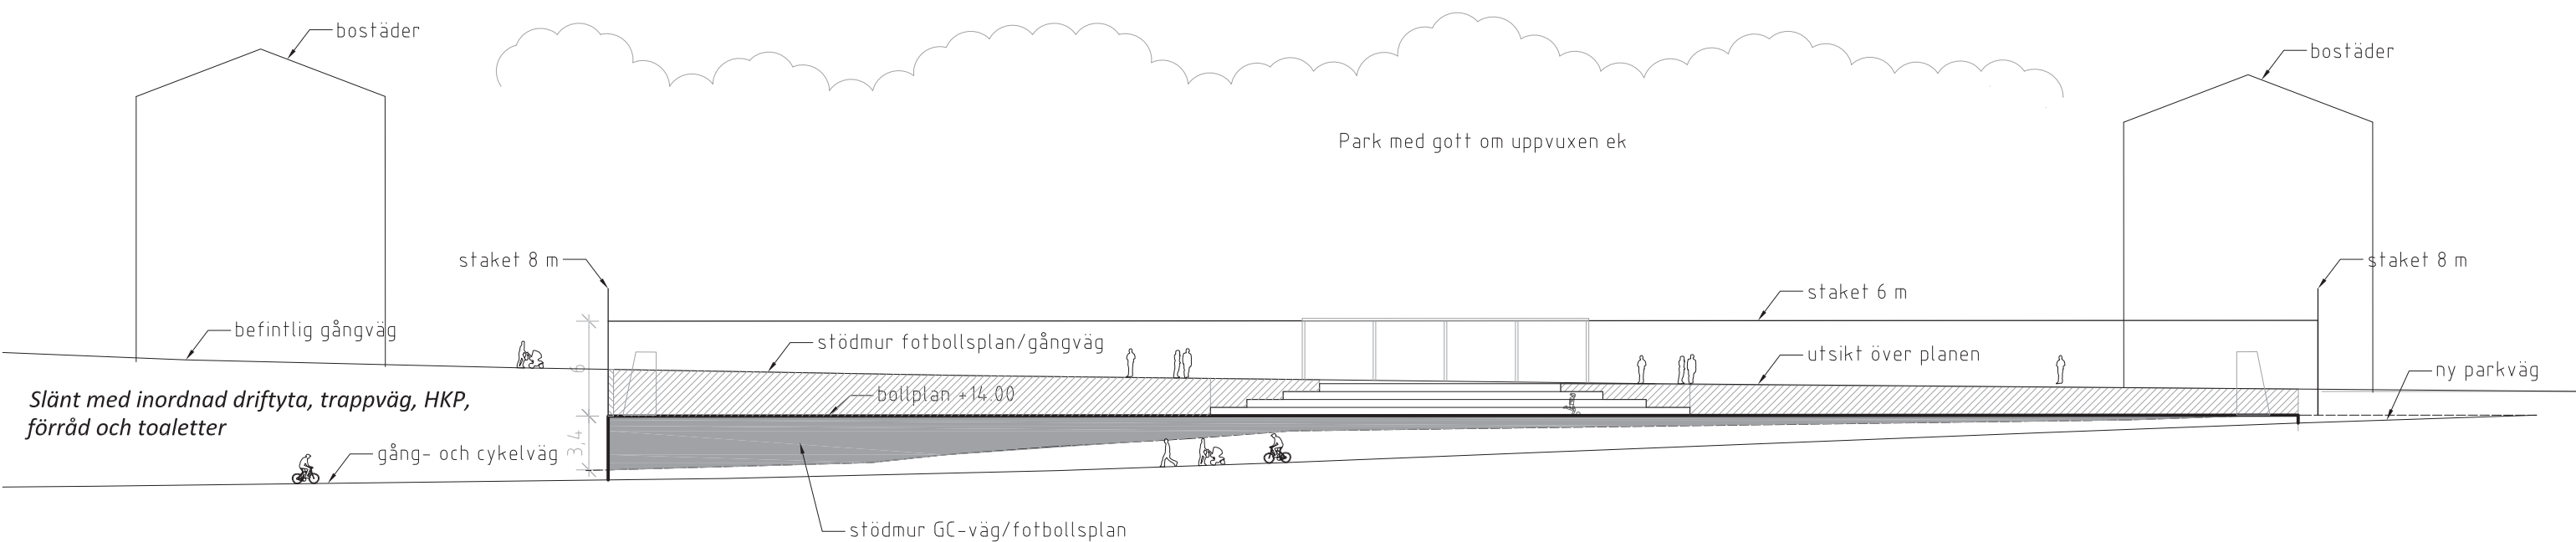 bostäder
bostäder
Park med gott om uppvuxen ek
staket 8 m
staket 8 m
staket 6 m
befintlig gångväg
stödmur fotbollsplan/gångväg
utsikt över planen
ny parkväg
6
Slänt med inordnad driftyta, trappväg, HKP,
förråd och toaletter
bollplan +14.00
3,4
gång- och cykelväg
stödmur GC-väg/fotbollsplan